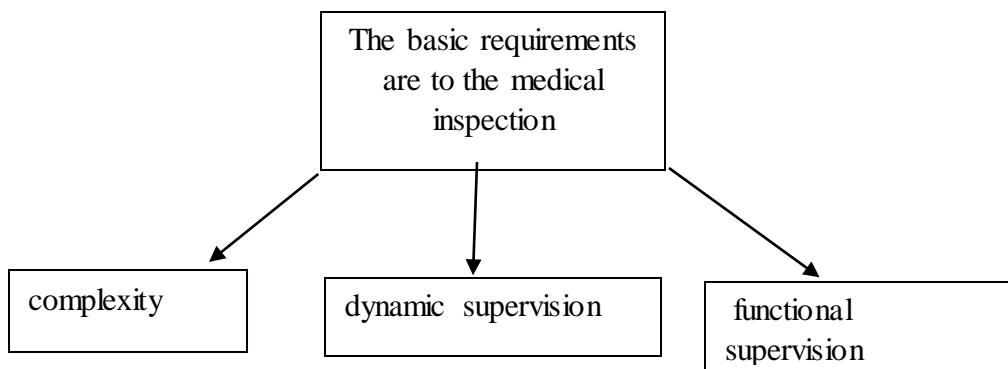 The basic requirements
are to the medical
inspection
complexity
dynamic supervision
functional
supervision